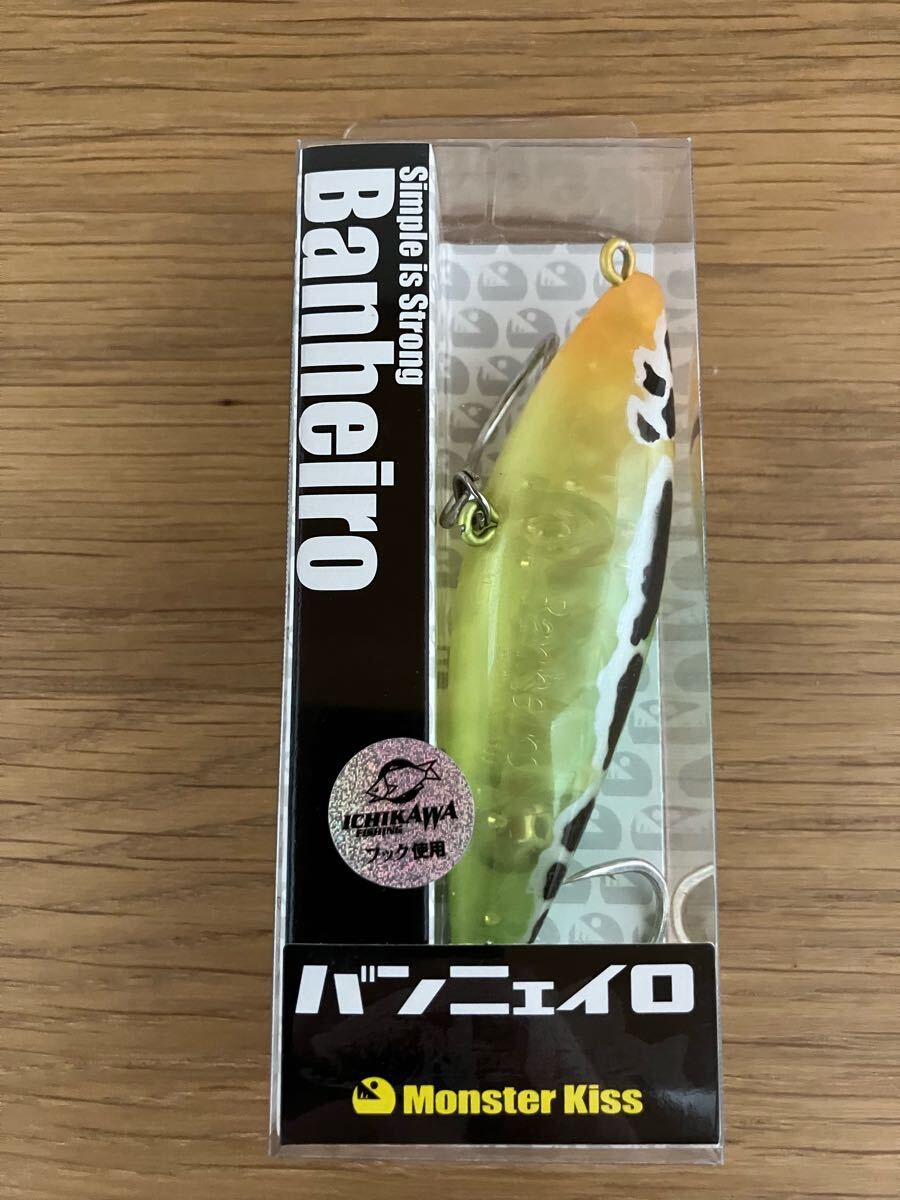 Simple is Strong
Banheiro
ICHIKAWA
FISHING
フック使用
バンニェイロ
Monster Kiss